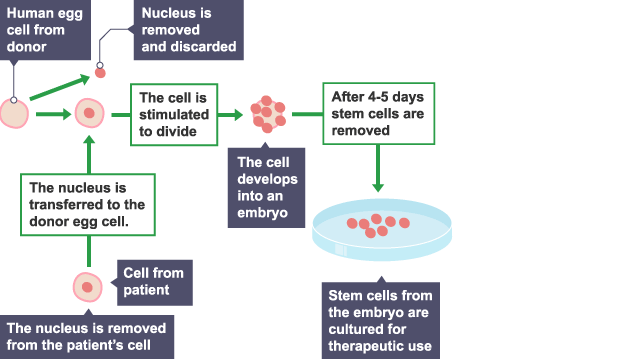 Human egg
cell from
donor
Nucleus is
removed
and discarded
The cell is
stimulated
to divide
After 4-5 days
stem cells are
removed
The cell
develops
into an
embryo
The nucleus is
transferred to the
donor egg cell.
Cell from
patient
The nucleus is removed
from the patient's cell
Stem cells from
the embryo are
cultured for
therapeutic use